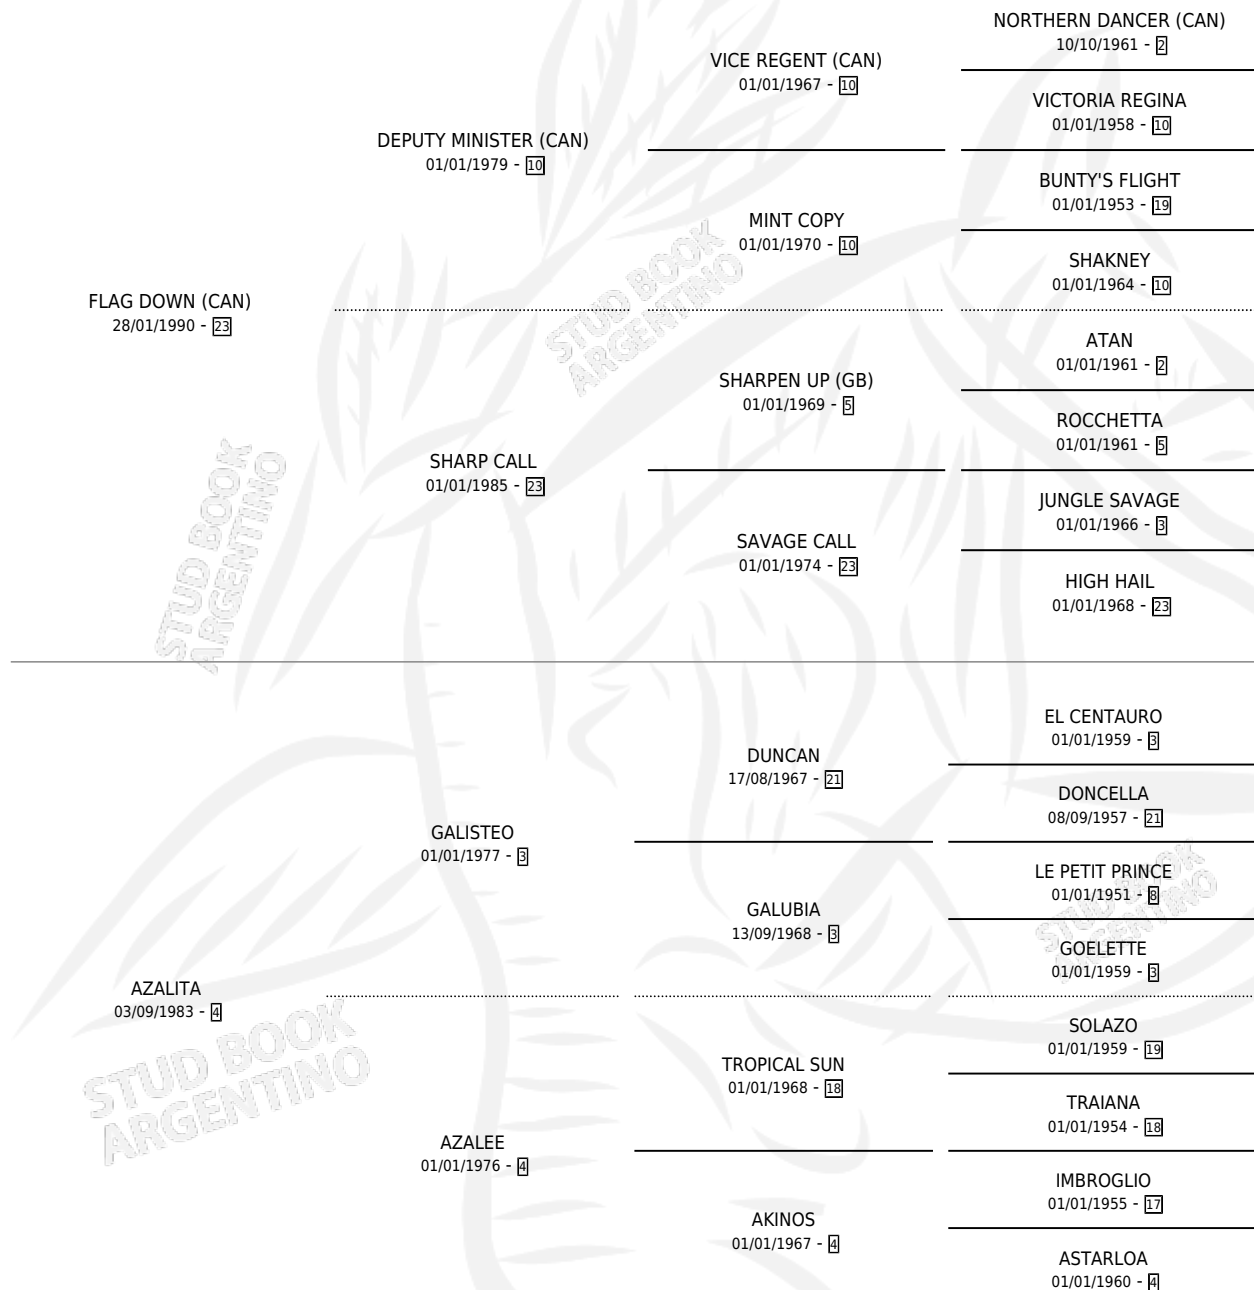 NORTHERN DANCER (CAN)
10/10/1961 - 2
VICE REGENT (CAN)
01/01/1967 - 10
VICTORIA REGINA
01/01/1958 - 10
DEPUTY MINISTER (CAN)
01/01/1979 - 10
BUNTY'S FLIGHT
01/01/1953 - 19
MINT COPY
01/01/1970 - 10
SHAKNEY
01/01/1964 - 10
FLAG DOWN (CAN)
28/01/1990 - 23
ATAN
01/01/1961 - 2
SHARPEN UP (GB)
01/01/1969 - 5
ROCCHETTA
01/01/1961 - 5
SHARP CALL
01/01/1985 - 23
JUNGLE SAVAGE
01/01/1966 - 3
SAVAGE CALL
01/01/1974 - 23
HIGH HAIL
01/01/1968 - 23
EL CENTAURO
01/01/1959 - 3
DUNCAN
17/08/1967 - 21
DONCELLA
08/09/1957 - 21
GALISTEO
01/01/1977 - 3
LE PETIT PRINCE
01/01/1951 - 8
GALUBIA
13/09/1968 - 3
GOELETTE
01/01/1959 - 3
AZALITA
03/09/1983 - 4
SOLAZO
01/01/1959 - 19
TROPICAL SUN
01/01/1968 - 18
TRAIANA
01/01/1954 - 18
AZALEE
01/01/1976 - 4
IMBROGLIO
01/01/1955 - 17
AKINOS
01/01/1967 - 4
ASTARLOA
01/01/1960 - 4
STUD BOOK
ARGENTINO
STUD BOOK
ARGENTINO
STUD BOOK
ARGENTINO
STUD BOOK
ARGENTINO